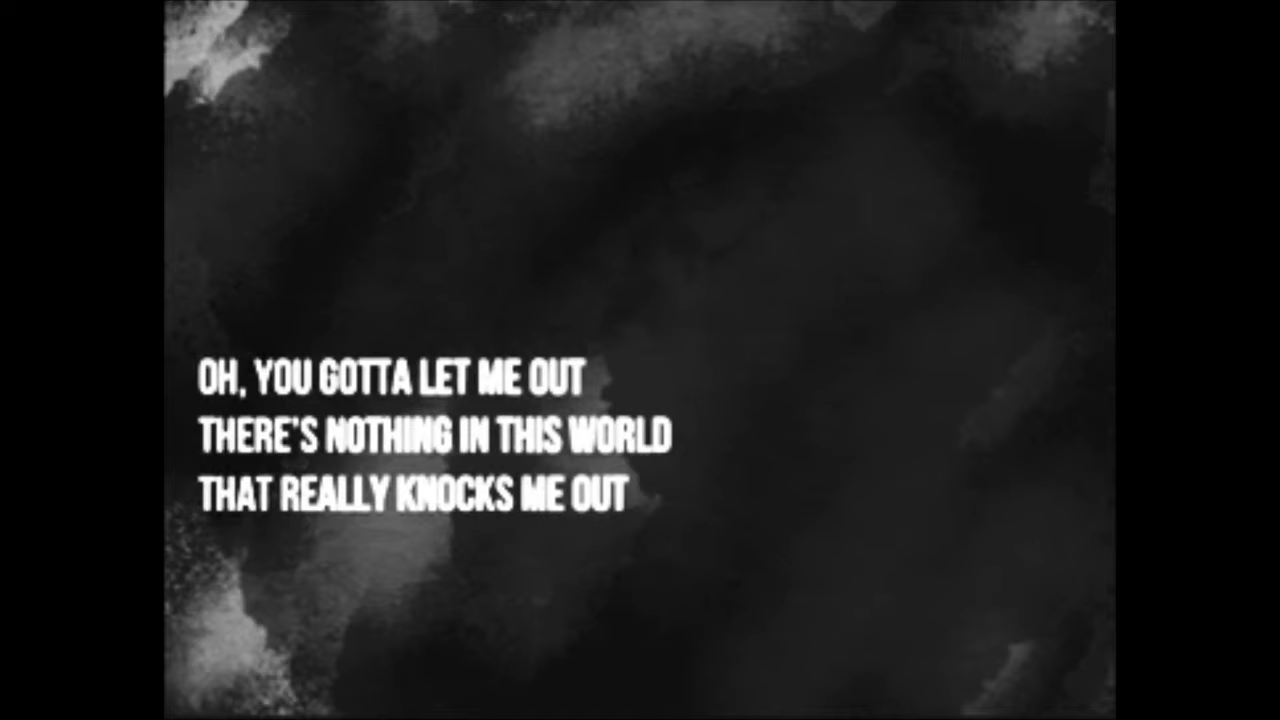 OH, YOU GOTTA LET ME OUT
THERE'S NOTHING IN THIS WORLD
THAT REALLY KNOCKS ME OUT